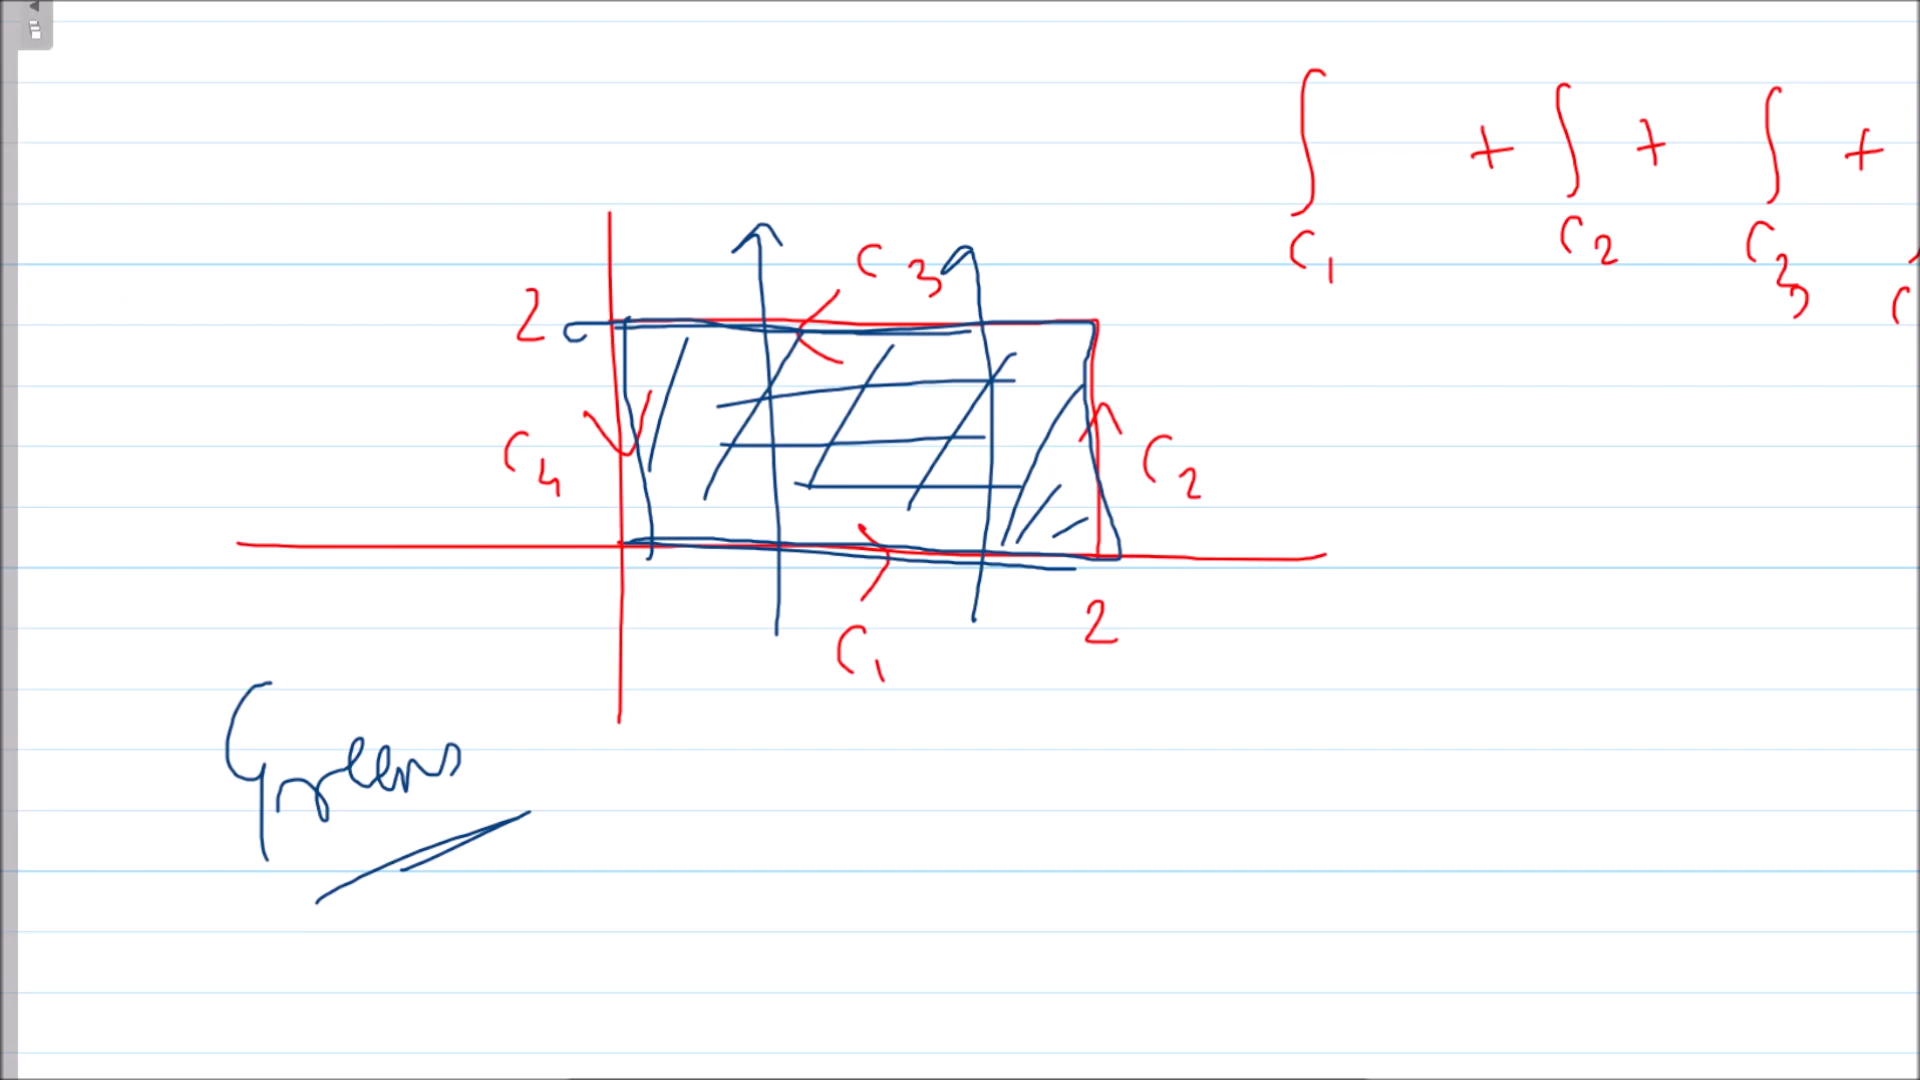 ∫ + ∫ + ∫ +
C1 C2 C3 C
C3
2
C4 C2
2
C1
Greens